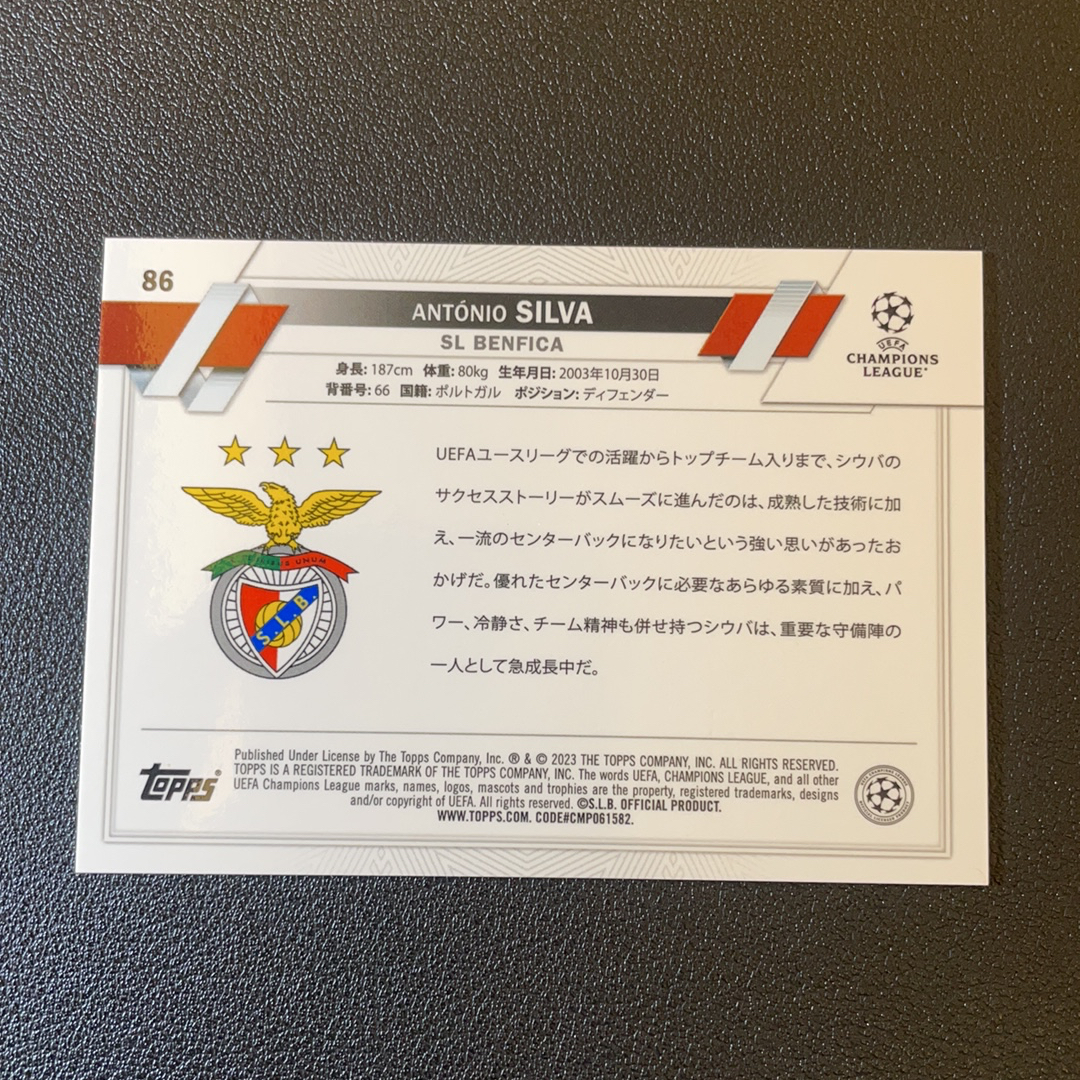 86
ANTÓNIO SILVA
SL BENFICA
身長: 187cm 体重: 80kg 生年月日: 2003年10月30日
背番号: 66 国籍: ポルトガル ポジション: ディフェンダー
UEFA
CHAMPIONS
LEAGUE
UEFAユースリーグでの活躍からトップチーム入りまで、シウバの
サクセスストーリーがスムーズに進んだのは、成熟した技術に加
え、一流のセンターバックになりたいという強い思いがあったお
かげだ。優れたセンターバックに必要なあらゆる素質に加え、パ
ワー、冷静さ、チーム精神も併せ持つシウバは、重要な守備陣の
一人として急成長中だ。
UNUM
S.L.B.
TOPPS®
Published Under License by The Topps Company, Inc. ® & © 2023 THE TOPPS COMPANY, INC. ALL RIGHTS RESERVED.
TOPPS IS A REGISTERED TRADEMARK OF THE TOPPS COMPANY, INC. The words UEFA, CHAMPIONS LEAGUE, and all other
UEFA Champions League marks, names, logos, mascots and trophies are the property, registered trademarks, designs
and/or copyright of UEFA. All rights reserved. ©S.L.B. OFFICIAL PRODUCT.
WWW.TOPPS.COM. CODE#CMP061582.